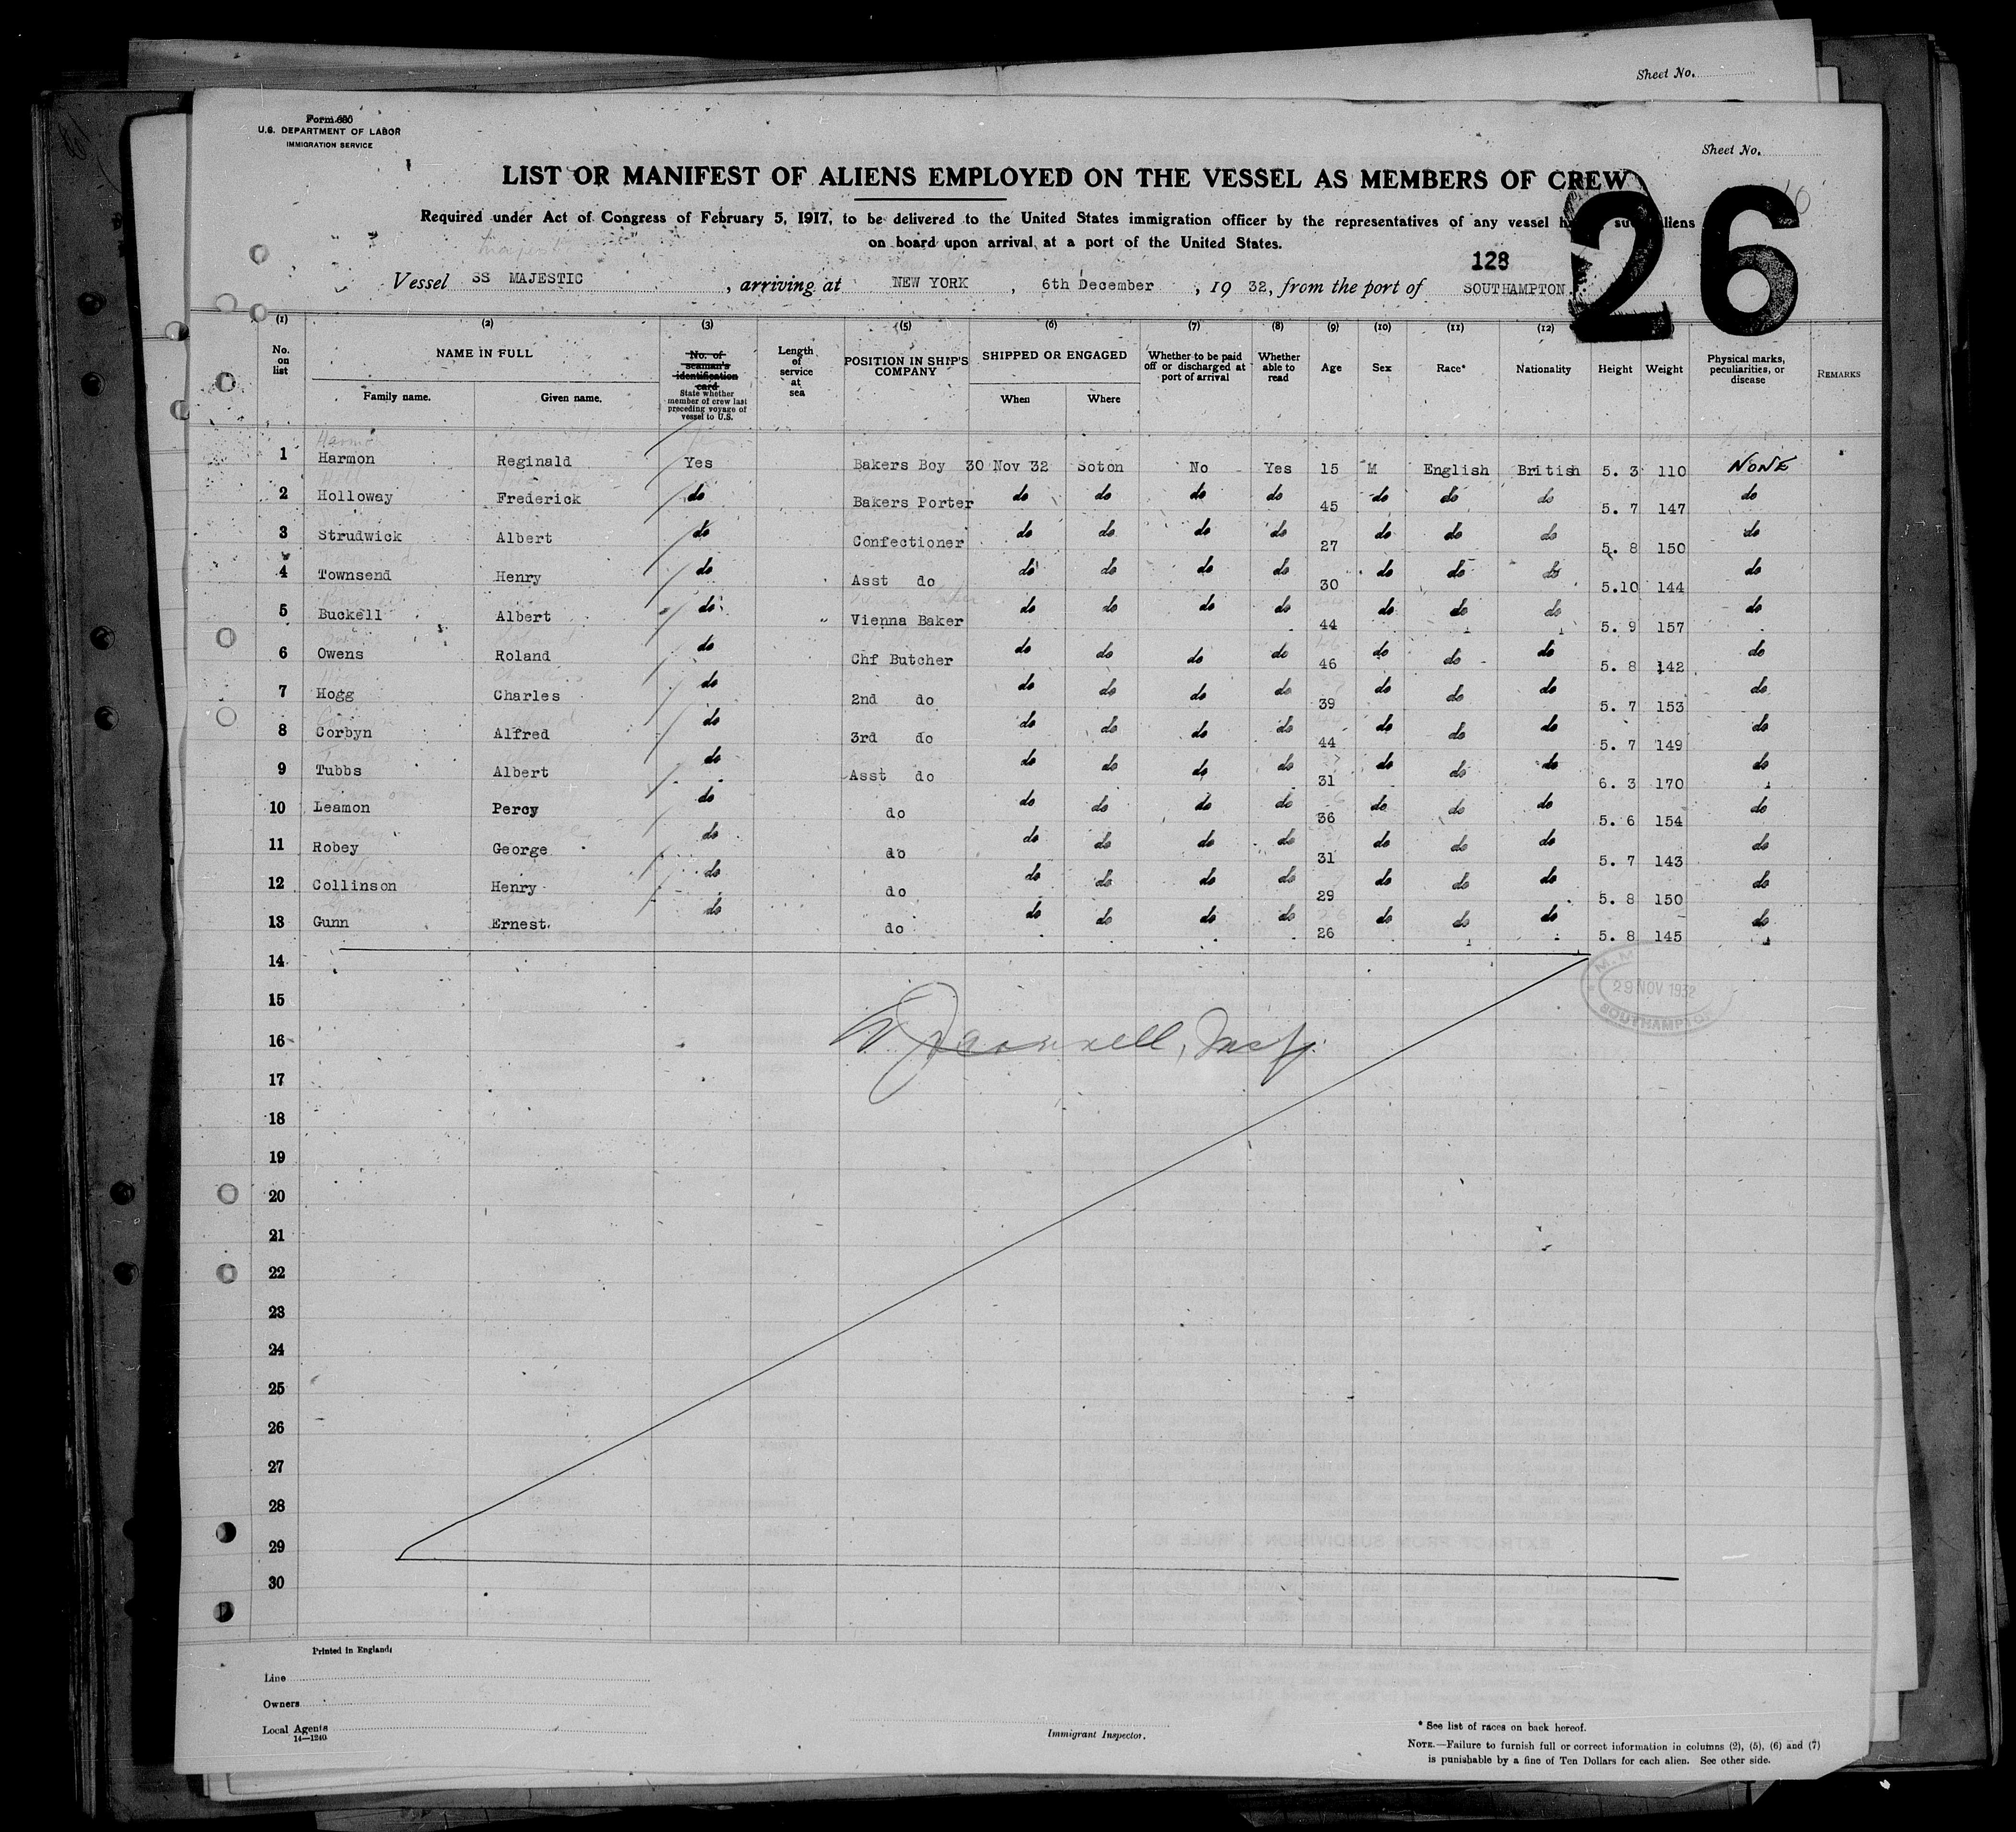 Sheet No.
Form 680
U.S. DEPARTMENT OF LABOR
IMMIGRATION SERVICE
Sheet No.
LIST OR MANIFEST OF ALIENS EMPLOYED ON THE VESSEL AS MEMBERS OF CREW
26
Required under Act of Congress of February 5, 1917, to be delivered to the United States immigration officer by the representatives of any vessel aliens
on board upon arrival at a port of the United States.
128
Vessel SS MAJESTIC, arriving at NEW YORK, 6th December, 1932, from the port of SOUTHAMPTON
(1) (2) (3) (5) (6) (7) (8) (9) (10) (11) (12)
No. on list NAME IN FULL Family name. Given name. No. of seaman's identification card State whether member of crew last preceding voyage of vessel to U.S. Length of service at sea POSITION IN SHIP'S COMPANY SHIPPED OR ENGAGED When Where Whether to be paid off or discharged at port of arrival Whether able to read Age Sex Race* Nationality Height Weight Physical marks, peculiarities, or disease REMARKS
1 Harmon Reginald Yes Bakers Boy 30 Nov 32 Soton No Yes 15 M English British 5. 3 110 NONE
2 Holloway Frederick do Bakers Porter do do do do 45 do do do 5. 7 147 do
3 Strudwick Albert do Confectioner do do do do 27 do do do 5. 8 150 do
4 Townsend Henry do Asst do do do do do 30 do do do 5.10 144 do
5 Buckell Albert do Vienna Baker do do do do 44 do do do 5. 9 157 do
6 Owens Roland do Chf Butcher do do do do 46 do do do 5. 8 142 do
7 Hogg Charles do 2nd do do do do do 39 do do do 5. 7 153 do
8 Corbyn Alfred do 3rd do do do do do 44 do do do 5. 7 149 do
9 Tubbs Albert do Asst do do do do do 31 do do do 6. 3 170 do
10 Leamon Percy do do do do do do 36 do do do 5. 6 154 do
11 Robey George do do do do do do 31 do do do 5. 7 143 do
12 Collinson Henry do do do do do do 29 do do do 5. 8 150 do
13 Gunn Ernest. do do do do do do 26 do do do 5. 8 145 do
14
29 NOV 1932
SOUTHAMPTON
15
16
17
18
19
20
21
22
23
24
25
26
27
28
29
30
Printed in England
Line
Owners
Local Agents
14—1240
Immigrant Inspector.
* See list of races on back hereof.
NOTE.—Failure to furnish full or correct information in columns (2), (5), (6) and (7)
is punishable by a fine of Ten Dollars for each alien. See other side.